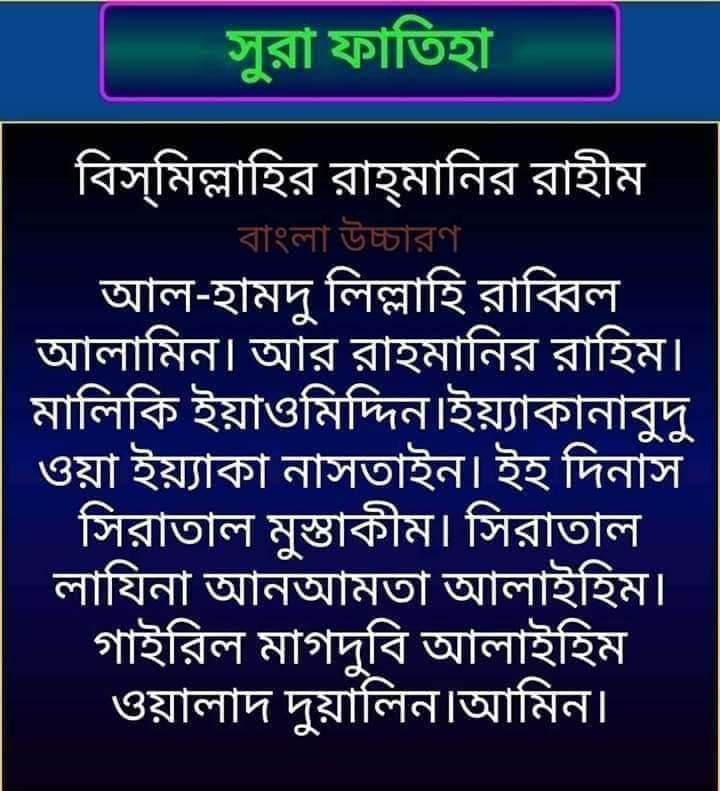 সুরা ফাতিহা
বিস্‌মিল্লাহির রাহ্‌মানির রাহীম
বাংলা উচ্চারণ
আল-হামদু লিল্লাহি রাব্বিল
আলামিন। আর রাহমানির রাহিম।
মালিকি ইয়াওমিদ্দিন।ইয়্যাকানাবুদু
ওয়া ইয়্যাকা নাসতাইন। ইহ দিনাস
সিরাতাল মুস্তাকীম। সিরাতাল
লাযিনা আনআমতা আলাইহিম।
গাইরিল মাগদুবি আলাইহিম
ওয়ালাদ দুয়ালিন।আমিন।